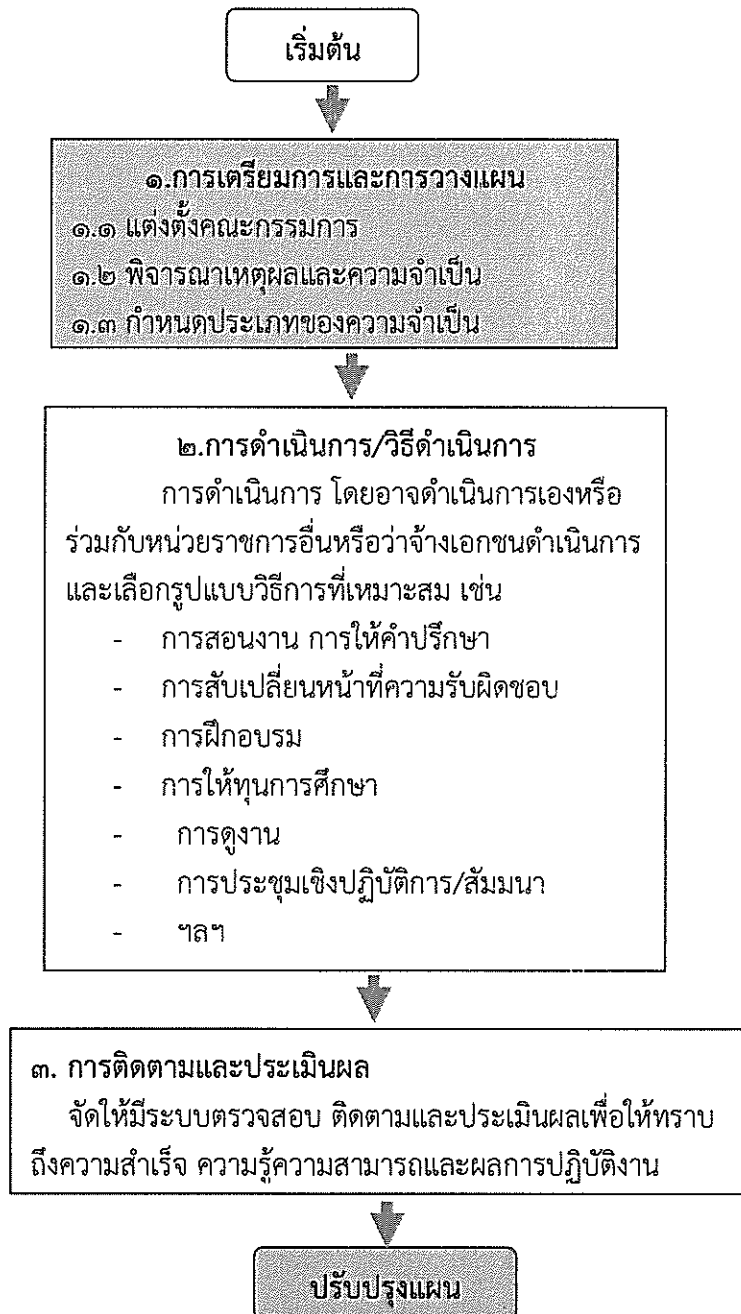 เริ่มต้น
๑.การเตรียมการและการวางแผน
๑.๑ แต่งตั้งคณะกรรมการ
๑.๒ พิจารณาเหตุผลและความจำเป็น
๑.๓ กำหนดประเภทของความจำเป็น
๒.การดำเนินการ/วิธีดำเนินการ
การดำเนินการ โดยอาจดำเนินการเองหรือ
ร่วมกับหน่วยราชการอื่นหรือว่าจ้างเอกชนดำเนินการ
และเลือกรูปแบบวิธีการที่เหมาะสม เช่น
- การสอนงาน การให้คำปรึกษา
- การสับเปลี่ยนหน้าที่ความรับผิดชอบ
- การฝึกอบรม
- การให้ทุนการศึกษา
- การดูงาน
- การประชุมเชิงปฏิบัติการ/สัมมนา
- ฯลฯ
๓. การติดตามและประเมินผล
จัดให้มีระบบตรวจสอบ ติดตามและประเมินผลเพื่อให้ทราบ
ถึงความสำเร็จ ความรู้ความสามารถและผลการปฏิบัติงาน
ปรับปรุงแผน